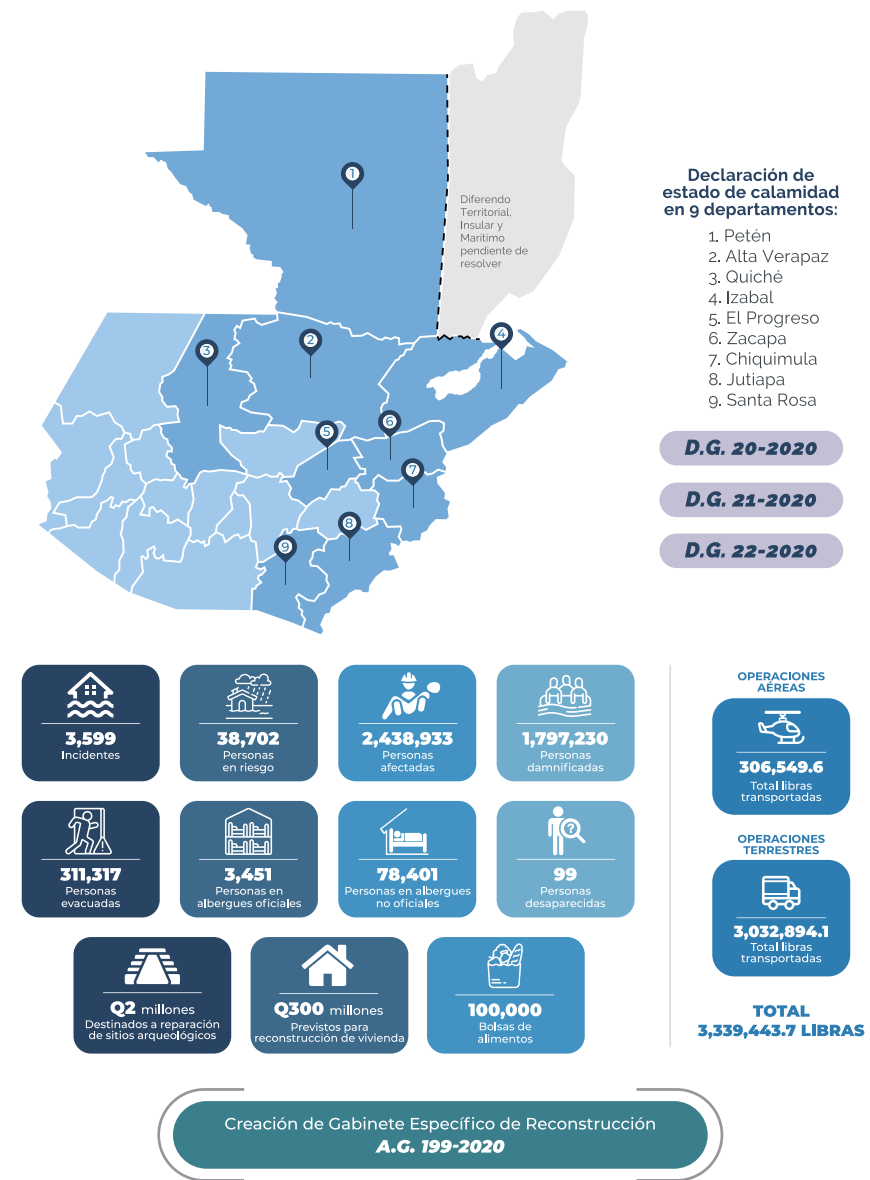 1
Diferendo
Territorial,
Insular y
Marítimo
pendiente de
resolver
2
3
4
5
6
7
8
9
Declaración de
estado de calamidad
en 9 departamentos:
1. Petén
2. Alta Verapaz
3. Quiché
4. Izabal
5. El Progreso
6. Zacapa
7. Chiquimula
8. Jutiapa
9. Santa Rosa
D.G. 20-2020
D.G. 21-2020
D.G. 22-2020
3,599
Incidentes
38,702
Personas
en riesgo
2,438,933
Personas
afectadas
1,797,230
Personas
damnificadas
311,317
Personas
evacuadas
3,451
Personas en
albergues oficiales
78,401
Personas en albergues
no oficiales
?
99
Personas
desaparecidas
Q2 millones
Destinados a reparación
de sitios arqueológicos
Q300 millones
Previstos para
reconstrucción de vivienda
100,000
Bolsas de
alimentos
OPERACIONES
AÉREAS
306,549.6
Total libras
transportadas
OPERACIONES
TERRESTRES
3,032,894.1
Total libras
transportadas
TOTAL
3,339,443.7 LIBRAS
Creación de Gabinete Específico de Reconstrucción
A.G. 199-2020